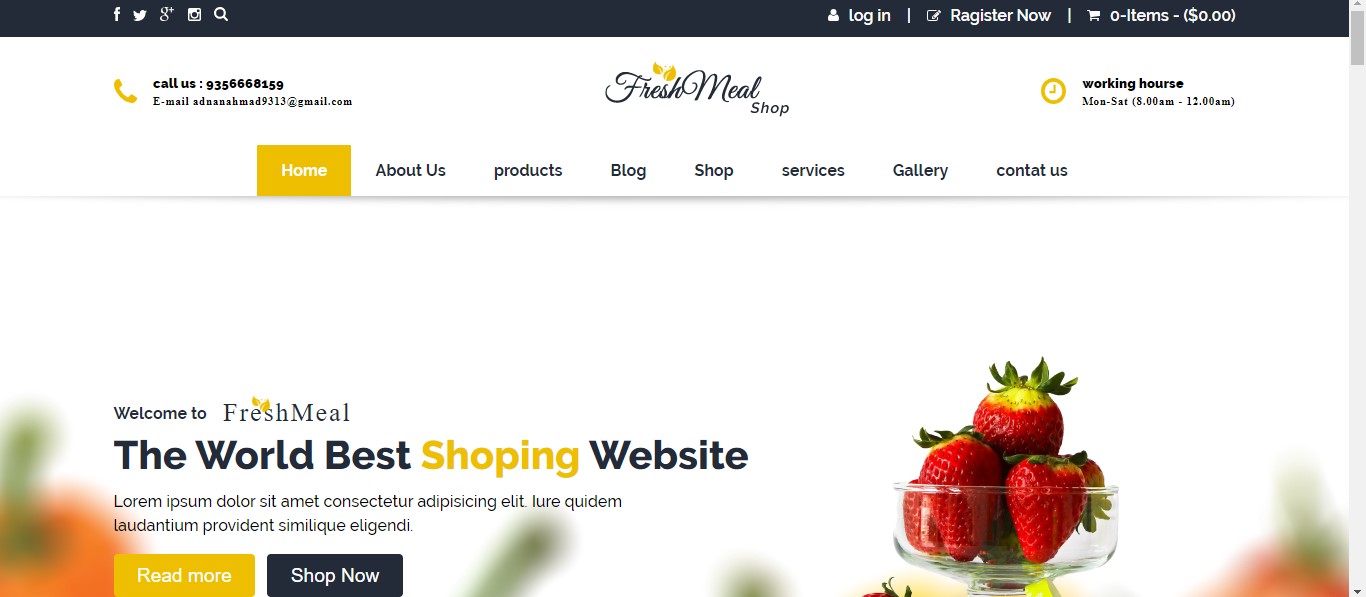 log in | Ragister Now | 0-Items - ($0.00)
call us : 9356668159
E-mail adnanahmad9313@gmail.com
FreshMeal
Shop
working hourse
Mon-Sat (8.00am - 12.00am)
Home About Us products Blog Shop services Gallery contat us
Welcome to FreshMeal
The World Best Shoping Website
Lorem ipsum dolor sit amet consectetur adipisicing elit. Iure quidem
laudantium provident similique eligendi.
Read more Shop Now